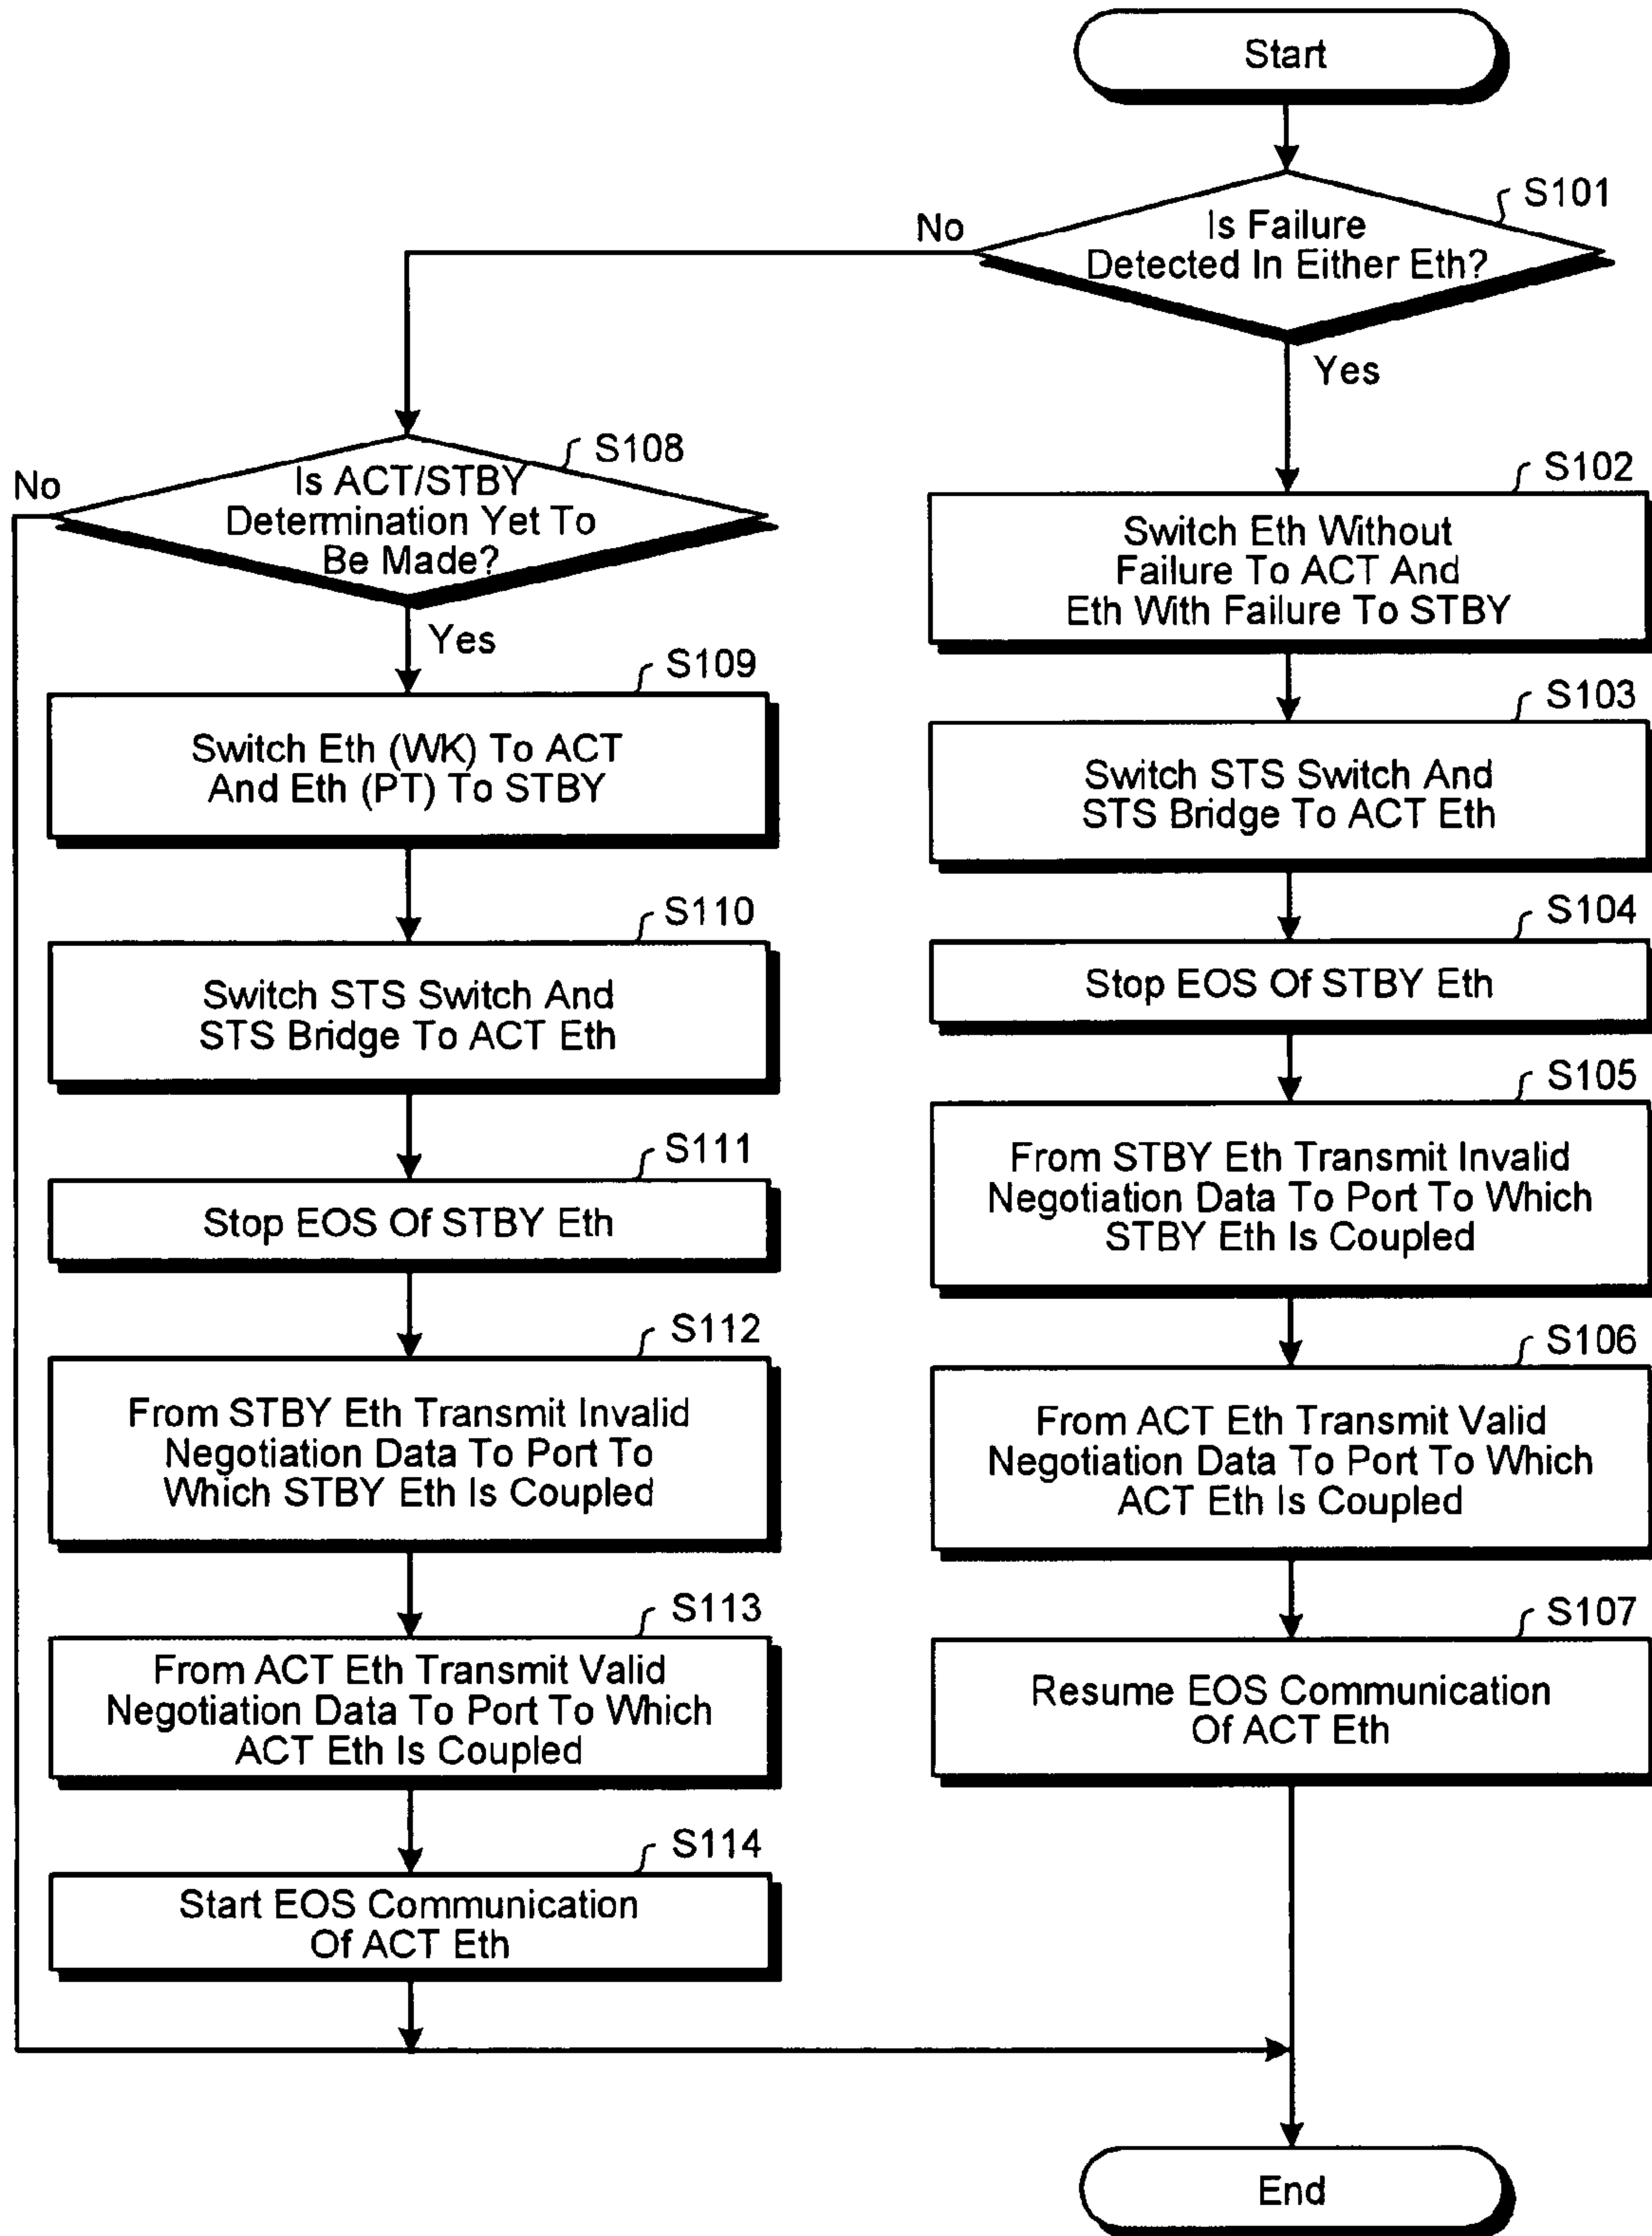 Start
S101
Is Failure
Detected In Either Eth?
No
Yes
S108
Is ACT/STBY
Determination Yet To
Be Made?
No
Yes
S102
Switch Eth Without
Failure To ACT And
Eth With Failure To STBY
S103
Switch STS Switch And
STS Bridge To ACT Eth
S104
Stop EOS Of STBY Eth
S105
From STBY Eth Transmit Invalid
Negotiation Data To Port To Which
STBY Eth Is Coupled
S106
From ACT Eth Transmit Valid
Negotiation Data To Port To Which
ACT Eth Is Coupled
S107
Resume EOS Communication
Of ACT Eth
S109
Switch Eth (WK) To ACT
And Eth (PT) To STBY
S110
Switch STS Switch And
STS Bridge To ACT Eth
S111
Stop EOS Of STBY Eth
S112
From STBY Eth Transmit Invalid
Negotiation Data To Port To
Which STBY Eth Is Coupled
S113
From ACT Eth Transmit Valid
Negotiation Data To Port To Which
ACT Eth Is Coupled
S114
Start EOS Communication
Of ACT Eth
End